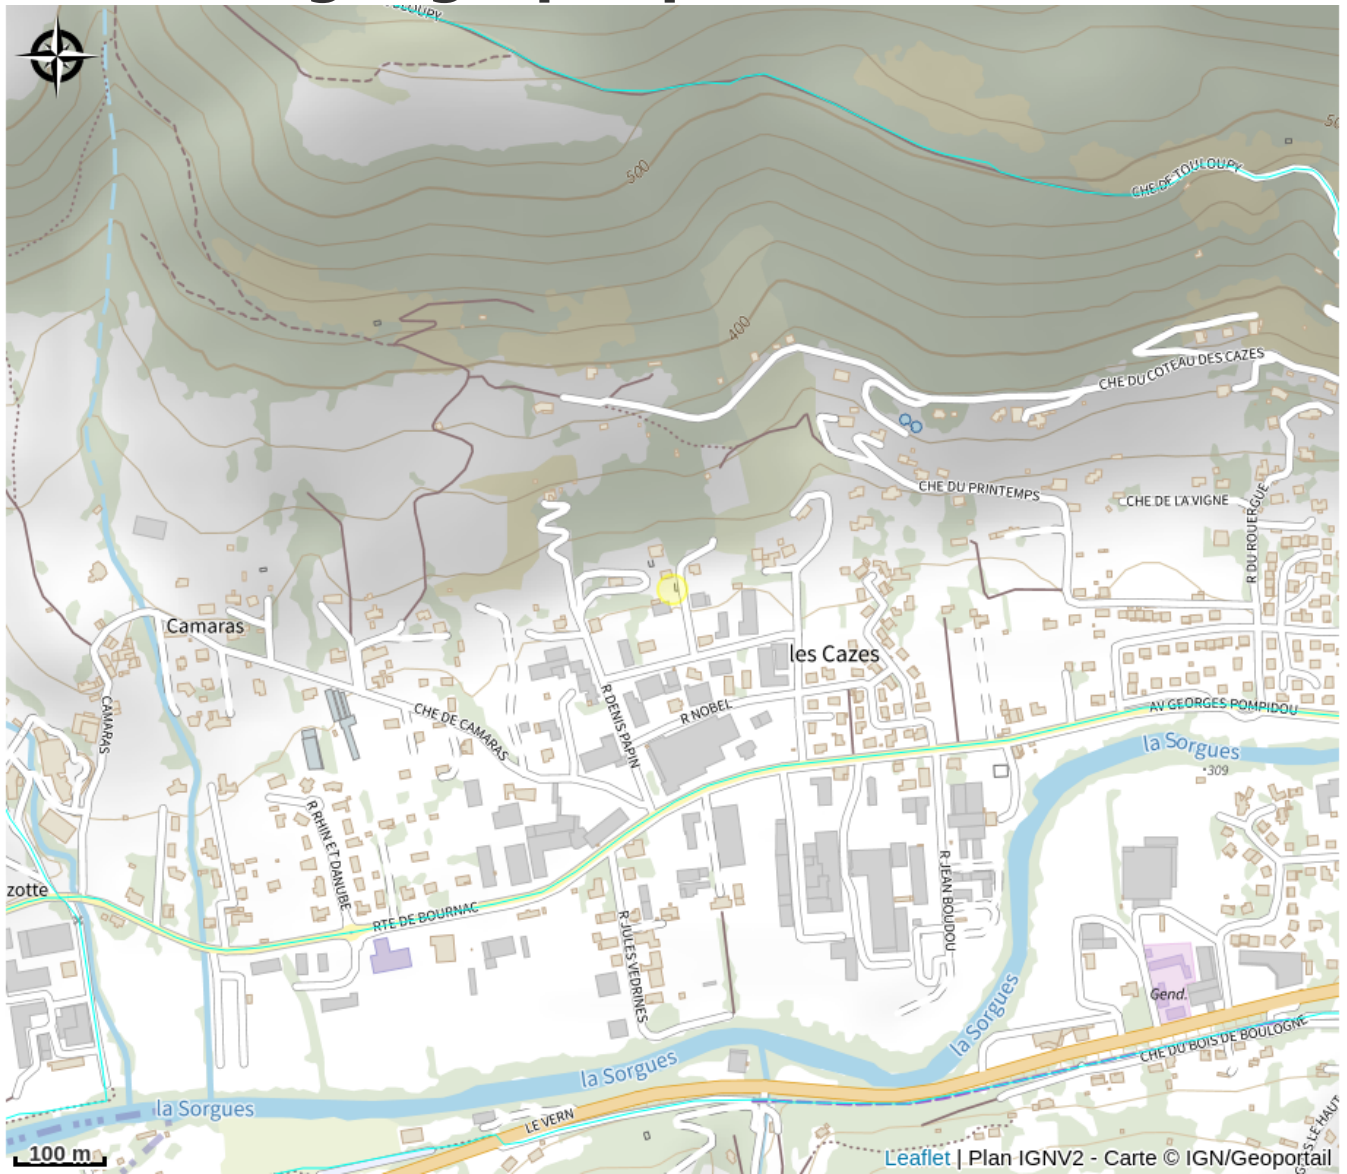 CHE DE TOULOUPY
500
400
CHE DU COTEAU DES CAZES
CHE DU PRINTEMPS
CHE DE LA VIGNE
R DU ROUERGUE
Camaras
les Cazes
CAMARAS
CHE DE CAMARAS
R DENIS PAPIN
R NOBEL
AV GEORGES POMPIDOU
la Sorgues
309
R RHIN ET DANUBE
zotte
RTE DE BOURNAC
R JULES VEDRINES
R JEAN BOUDOU
Gend.
la Sorgues
CHE DU BOIS DE BOULOGNE
la Sorgues
la Sorgues
LE VERN
100 m
Leaflet | Plan IGNV2 - Carte © IGN/Geoportail